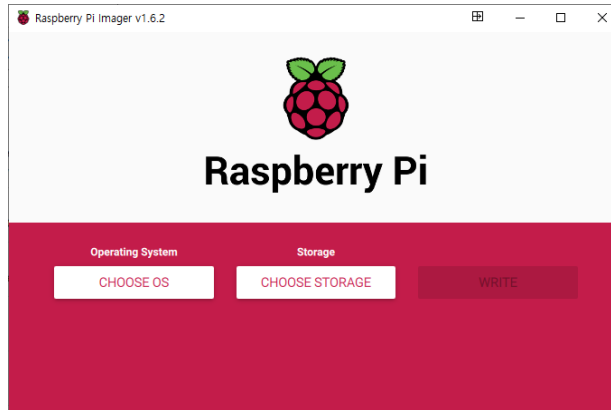 Raspberry Pi Imager v1.6.2
Raspberry Pi
Operating System
Storage
CHOOSE OS
CHOOSE STORAGE
WRITE